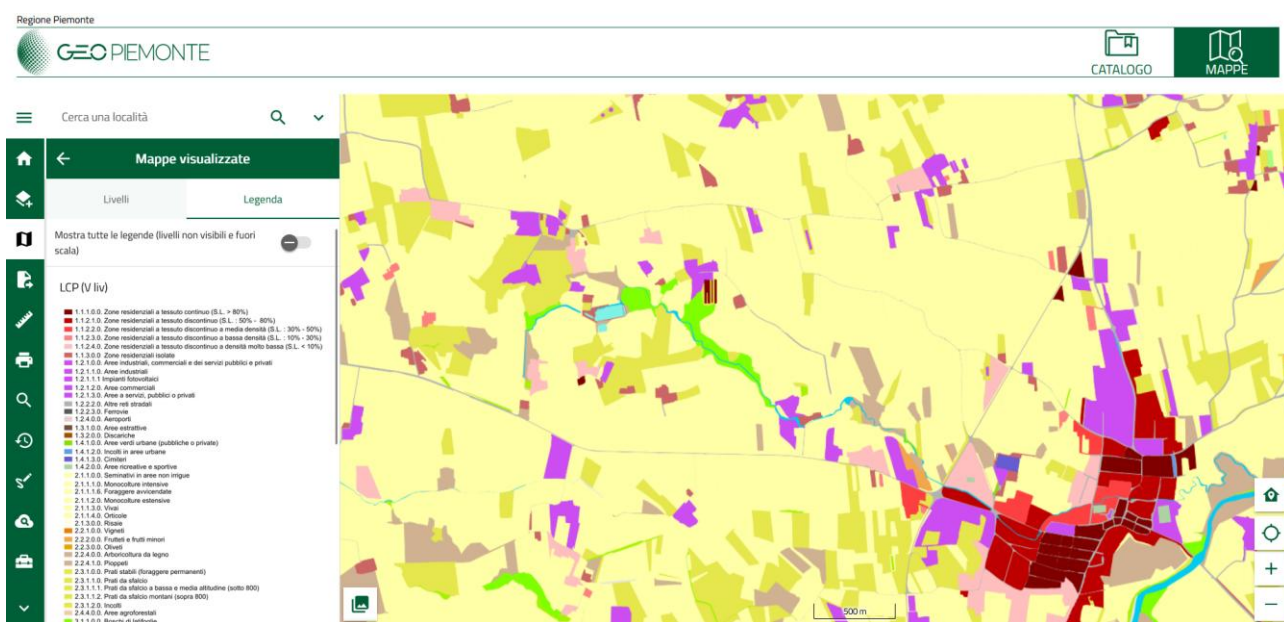 Regione Piemonte
GEO PIEMONTE
CATALOGO
MAPPE
Cerca una località
Mappe visualizzate
Livelli
Legenda
Mostra tutte le legende (livelli non visibili e fuori
scala)
LCP (V liv)
1.1.1.0.0. Zone residenziali a tessuto continuo (S.L. > 80%)
1.1.2.1.0. Zone residenziali a tessuto discontinuo (S.L. : 50% - 80%)
1.1.2.2.0. Zone residenziali a tessuto discontinuo a media densità (S.L. : 30% - 50%)
1.1.2.3.0. Zone residenziali a tessuto discontinuo a bassa densità (S.L. : 10% - 30%)
1.1.2.4.0. Zone residenziali a tessuto discontinuo a densità molto bassa (S.L. < 10%)
1.1.3.0.0. Zone residenziali isolate
1.2.1.0.0. Aree industriali, commerciali e dei servizi pubblici e privati
1.2.1.1.0. Aree industriali
1.2.1.1.1 Impianti fotovoltaici
1.2.1.2.0. Aree commerciali
1.2.1.3.0. Aree a servizi, pubblici o privati
1.2.2.2.0. Altre reti stradali
1.2.2.3.0. Ferrovie
1.2.4.0.0. Aeroporti
1.3.1.0.0. Aree estrattive
1.3.2.0.0. Discariche
1.4.1.0.0. Aree verdi urbane (pubbliche o private)
1.4.1.2.0. Incolti in aree urbane
1.4.1.3.0. Cimiteri
1.4.2.0.0. Aree ricreative e sportive
2.1.1.0.0. Seminativi in aree non irrigue
2.1.1.1.0. Monocolture intensive
2.1.1.1.6. Foraggere avvicendate
2.1.1.2.0. Monocolture estensive
2.1.1.3.0. Vivai
2.1.1.4.0. Orticole
2.1.3.0.0. Risaie
2.2.1.0.0. Vigneti
2.2.2.0.0. Frutteti e frutti minori
2.2.3.0.0. Oliveti
2.2.4.0.0. Arboricoltura da legno
2.2.4.1.0. Pioppeti
2.3.1.0.0. Prati stabili (foraggere permanenti)
2.3.1.1.0. Prati da sfalcio
2.3.1.1.1. Prati da sfalcio a bassa e media altitudine (sotto 800)
2.3.1.1.2. Prati da sfalcio montani (sopra 800)
2.3.1.2.0. Incolti
2.4.4.0.0. Aree agroforestali
3.1.1.0.0. Boschi di latifoglie
500 m